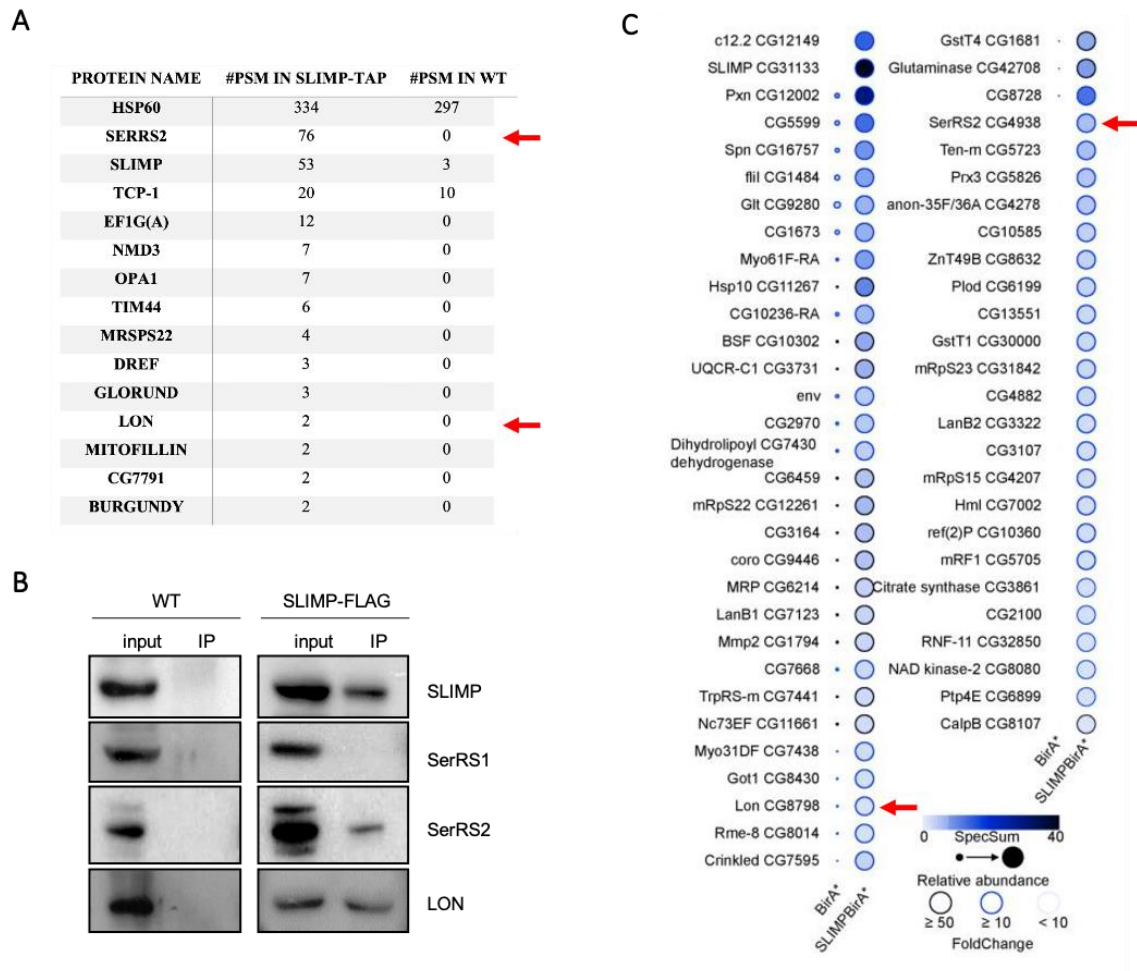 A
PROTEIN NAME #PSM IN SLIMP-TAP #PSM IN WT
HSP60 334 297
SERRS2 76 0
SLIMP 53 3
TCP-1 20 10
EF1G(A) 12 0
NMD3 7 0
OPA1 7 0
TIM44 6 0
MRSPS22 4 0
DREF 3 0
GLORUND 3 0
LON 2 0
MITOFILLIN 2 0
CG7791 2 0
BURGUNDY 2 0
B
WT SLIMP-FLAG
input IP input IP
SLIMP
SerRS1
SerRS2
LON
C
c12.2 CG12149
SLIMP CG31133
Pxn CG12002
CG5599
Spn CG16757
fliI CG1484
Glt CG9280
CG1673
Myo61F-RA
Hsp10 CG11267
CG10236-RA
BSF CG10302
UQCR-C1 CG3731
env
CG2970
Dihydrolipoyl CG7430
dehydrogenase
CG6459
mRpS22 CG12261
CG3164
coro CG9446
MRP CG6214
LanB1 CG7123
Mmp2 CG1794
CG7668
TrpRS-m CG7441
Nc73EF CG11661
Myo31DF CG7438
Got1 CG8430
Lon CG8798
Rme-8 CG8014
Crinkled CG7595
BirA*
SLIMPBirA*
GstT4 CG1681
Glutaminase CG42708
CG8728
SerRS2 CG4938
Ten-m CG5723
Prx3 CG5826
anon-35F/36A CG4278
CG10585
ZnT49B CG8632
Plod CG6199
CG13551
GstT1 CG30000
mRpS23 CG31842
CG4882
LanB2 CG3322
CG3107
mRpS15 CG4207
Hml CG7002
ref(2)P CG10360
mRF1 CG5705
Citrate synthase CG3861
CG2100
RNF-11 CG32850
NAD kinase-2 CG8080
Ptp4E CG6899
CalpB CG8107
BirA*
SLIMPBirA*
0 SpecSum 40
Relative abundance
≥ 50 ≥ 10 < 10
FoldChange